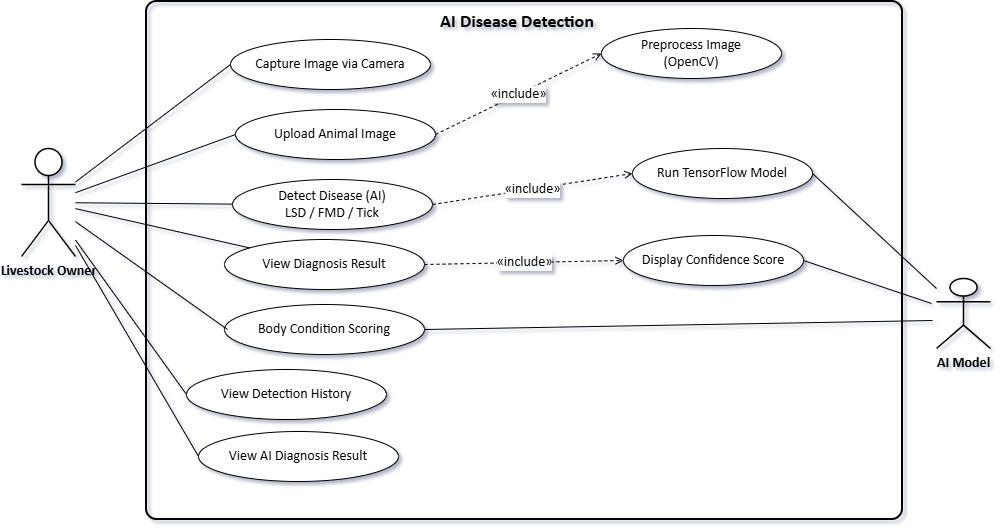 AI Disease Detection
Capture Image via Camera
Preprocess Image
(OpenCV)
«include»
Upload Animal Image
Detect Disease (AI)
LSD / FMD / Tick
«include»
Run TensorFlow Model
View Diagnosis Result
«include»
Display Confidence Score
Livestock Owner
Body Condition Scoring
AI Model
View Detection History
View AI Diagnosis Result